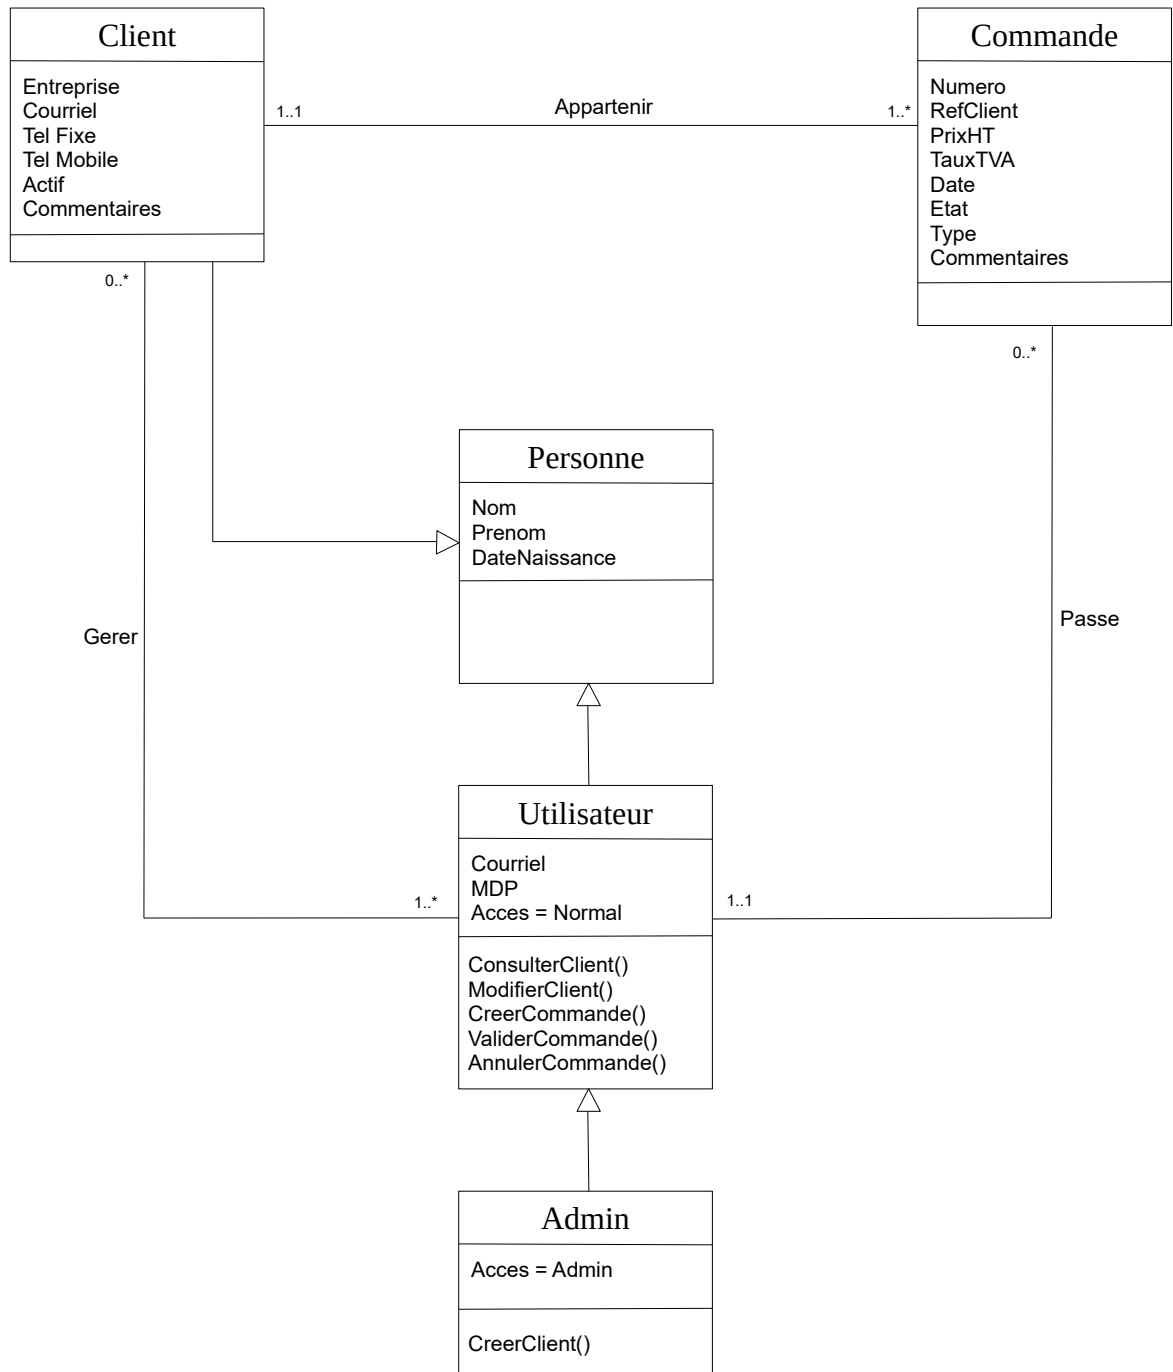 Client
Entreprise
Courriel
Tel Fixe
Tel Mobile
Actif
Commentaires
1..1
Appartenir
1..*
Commande
Numero
RefClient
PrixHT
TauxTVA
Date
Etat
Type
Commentaires
0..*
0..*
Personne
Nom
Prenom
DateNaissance
Gerer
Passe
Utilisateur
Courriel
MDP
Acces = Normal
1..*
1..1
ConsulterClient()
ModifierClient()
CreerCommande()
ValiderCommande()
AnnulerCommande()
Admin
Acces = Admin
CreerClient()